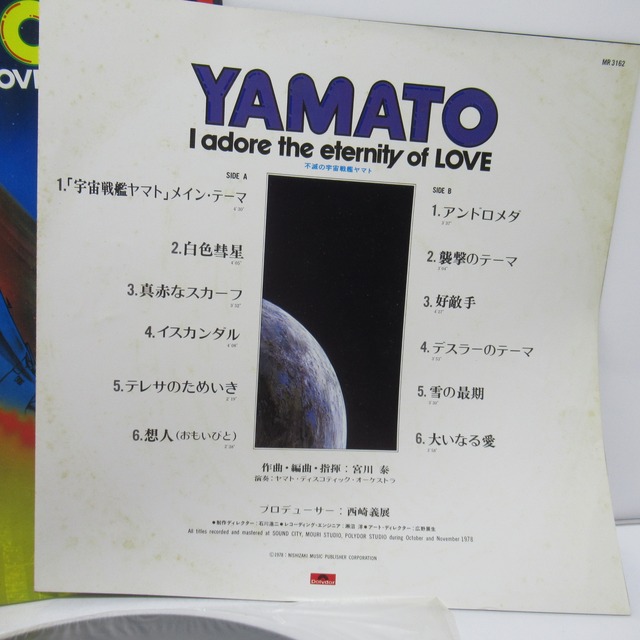 OVE
MR 3162
YAMATO
I adore the eternity of LOVE
不滅の宇宙戦艦ヤマト
SIDE A
1.「宇宙戦艦ヤマト」メイン・テーマ
2.白色彗星
3.真赤なスカーフ
4.イスカンダル
5.テレサのためいき
6.想人(おもいびと)
SIDE B
1.アンドロメダ
2.襲撃のテーマ
3.好敵手
4.デスラーのテーマ
5.雪の最期
6.大いなる愛
作曲・編曲・指揮:宮川 泰
演奏:ヤマト・ディスコティック・オーケストラ
プロデューサー:西崎義展
All titles recorded and mastered at SOUND CITY, MOURI STUDIO, POLYDOR STUDIO during October and November 1978
©1978: NISHIZAKI MUSIC PUBLISHER CORPORATION
Polydor